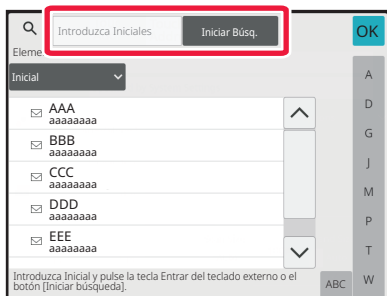 Introduzca Iniciales
Iniciar Búsq.
OK
Eleme
Inicial
AAA
aaaaaaaa
BBB
aaaaaaaa
CCC
aaaaaaaa
DDD
aaaaaaaa
EEE
aaaaaaaa
A
D
G
J
M
P
T
W
ABC
Introduzca Inicial y pulse la tecla Entrar del teclado externo o el
botón [Iniciar búsqueda].